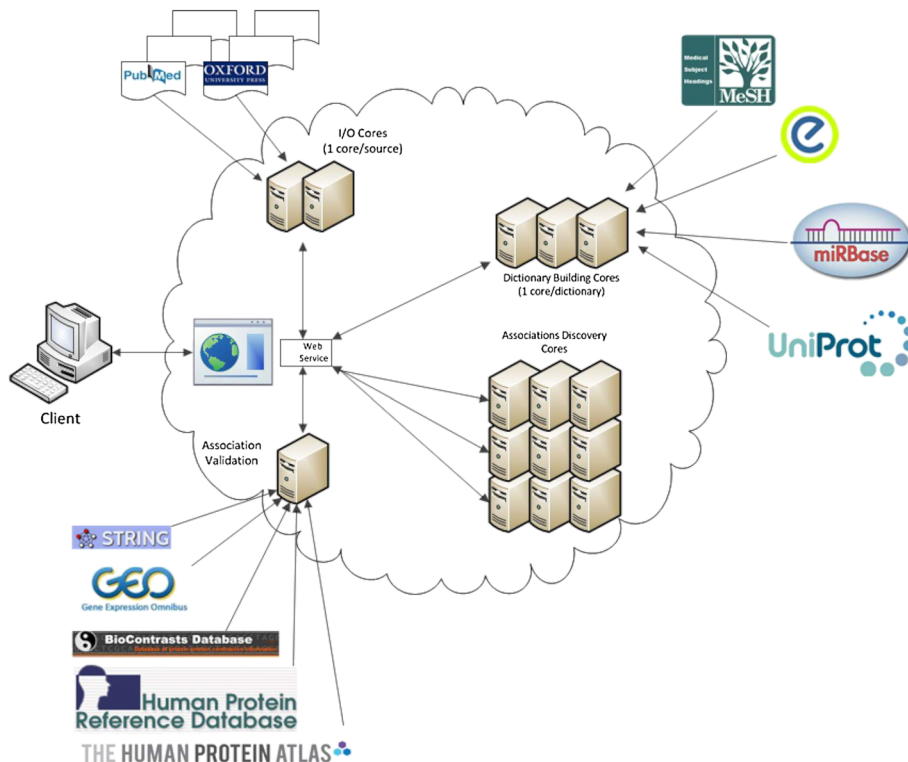 PubMed
OXFORD
UNIVERSITY PRESS
I/O Cores
(1 core/source)
Medical
Subject
Headings
MeSH
e
miRBase
Dictionary Building Cores
(1 core/dictionary)
UniProt
Web
Service
Associations Discovery
Cores
Client
Association
Validation
STRING
GEO
Gene Expression Omnibus
BioContrasts Database
Human Protein
Reference Database
THE HUMAN PROTEIN ATLAS